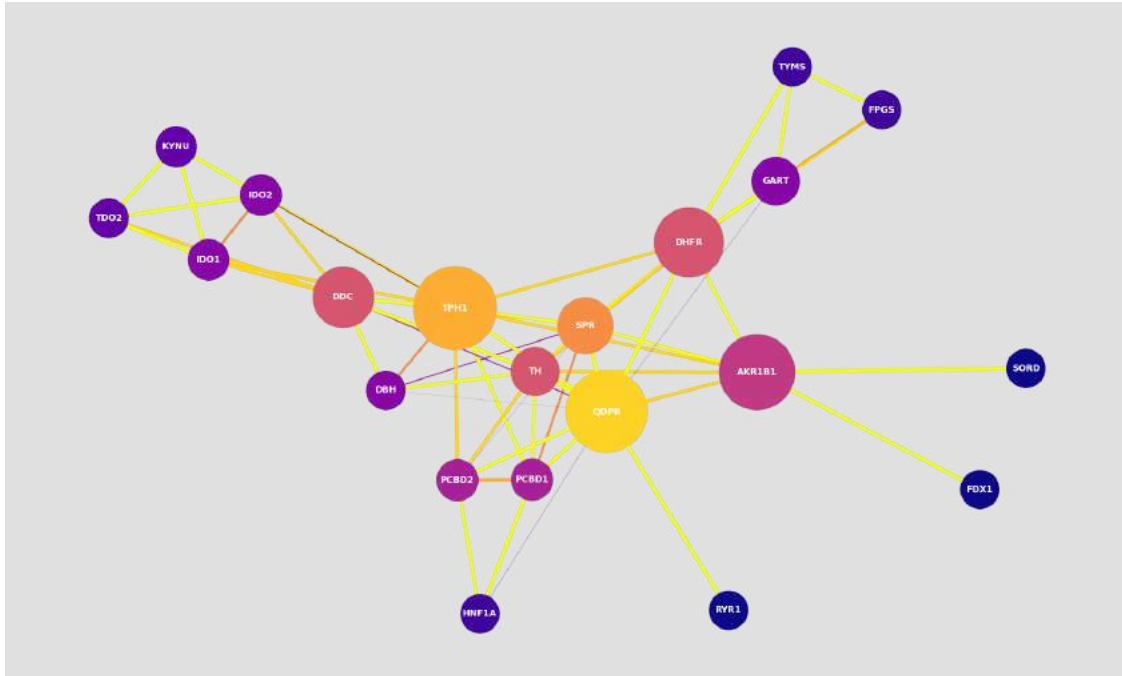 TYMS
FPGS
KYNU
GART
IDO2
TDO2
DHFR
IDO1
DDC
TPH1
SPR
TH
AKR1B1
SORD
DBH
QDPR
PCBD2
PCBD1
FDX1
HNF1A
RYR1